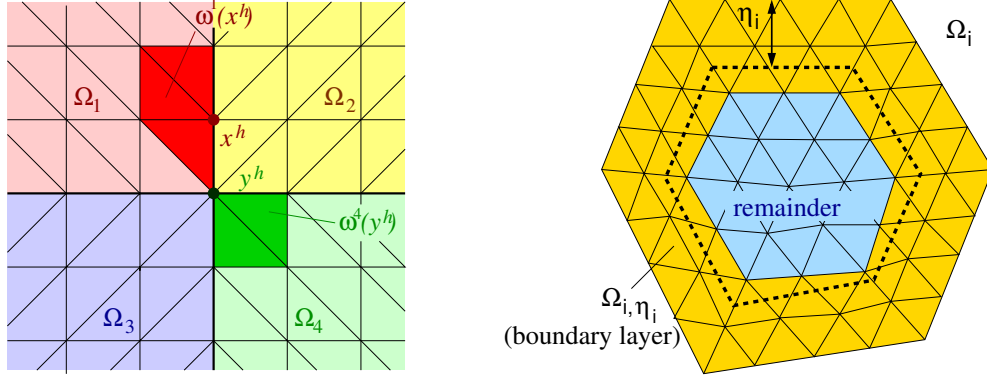 ω¹(xʰ)
Ω₁
Ω₂
xʰ
yʰ
ω⁴(yʰ)
Ω₃
Ω₄
ηᵢ
Ωᵢ
remainder
Ωᵢ,ηᵢ
(boundary layer)